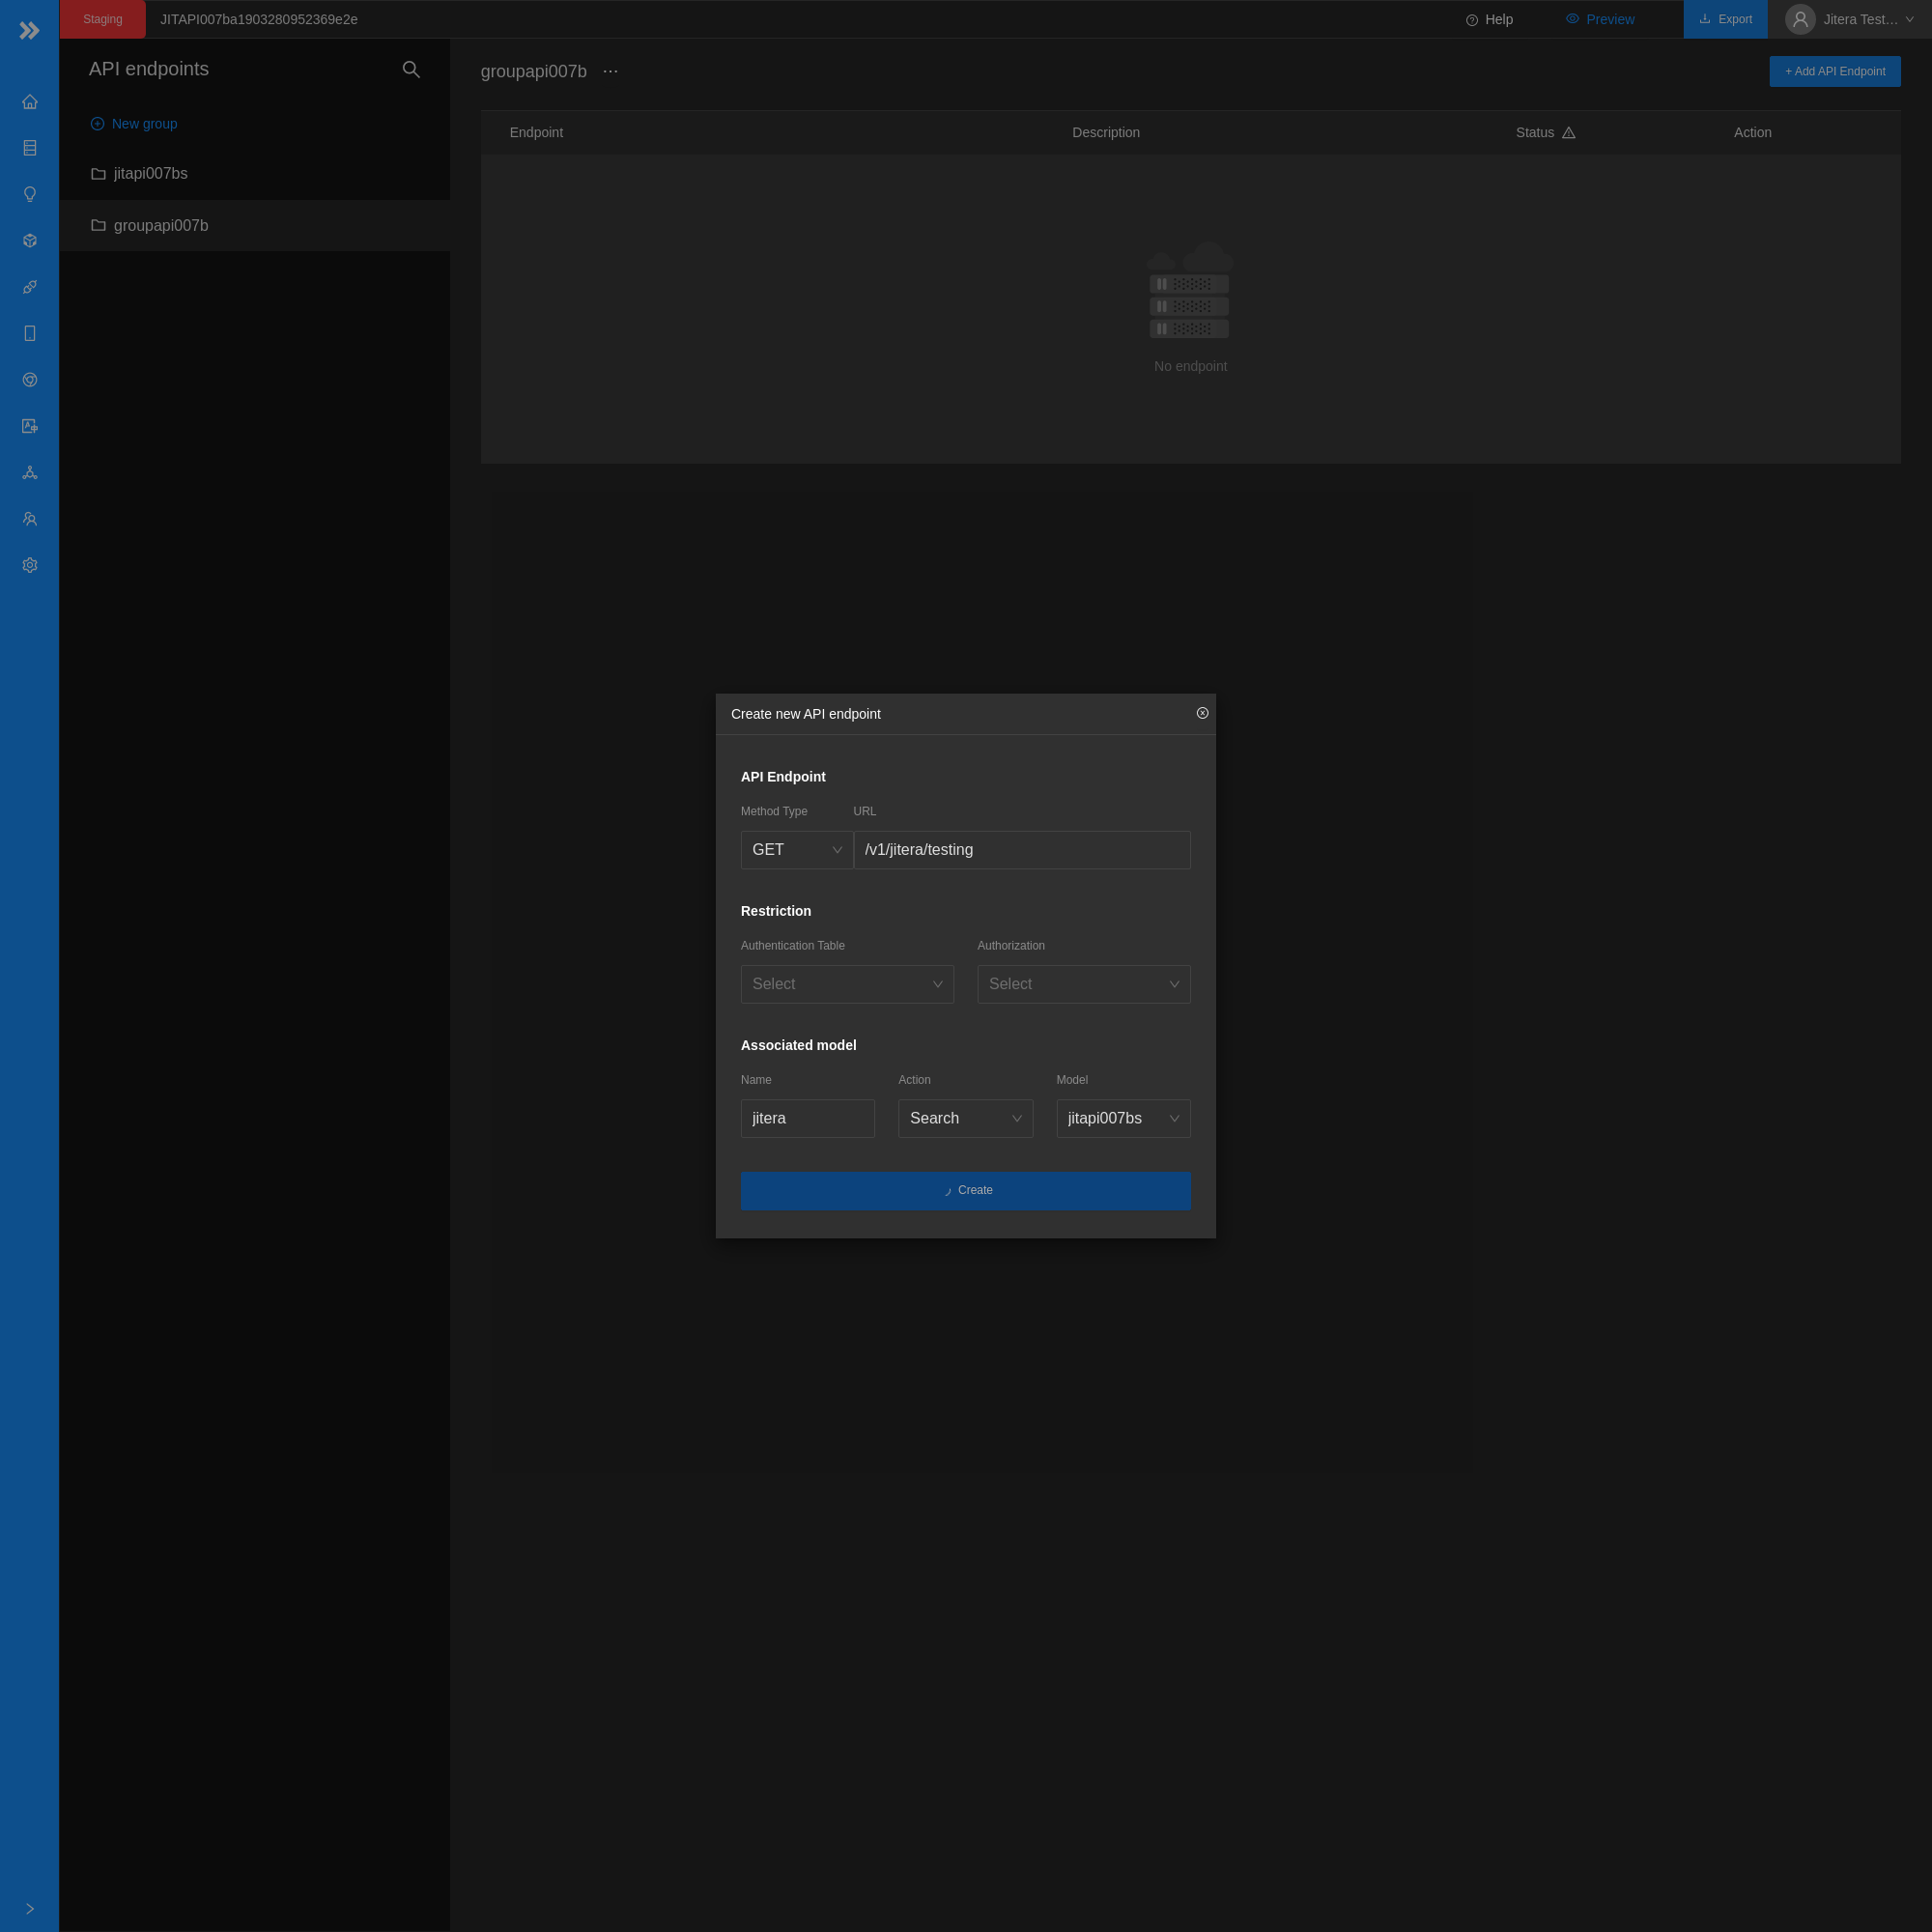 Staging
JITAPI007ba1903280952369e2e
Help
Preview
Export
Jitera Test...
API endpoints
New group
jitapi007bs
groupapi007b
groupapi007b ...
+ Add API Endpoint
Endpoint Description Status Action
No endpoint
Create new API endpoint
API Endpoint
Method Type URL
GET /v1/jitera/testing
Restriction
Authentication Table Authorization
Select Select
Associated model
Name Action Model
jitera Search jitapi007bs
Create